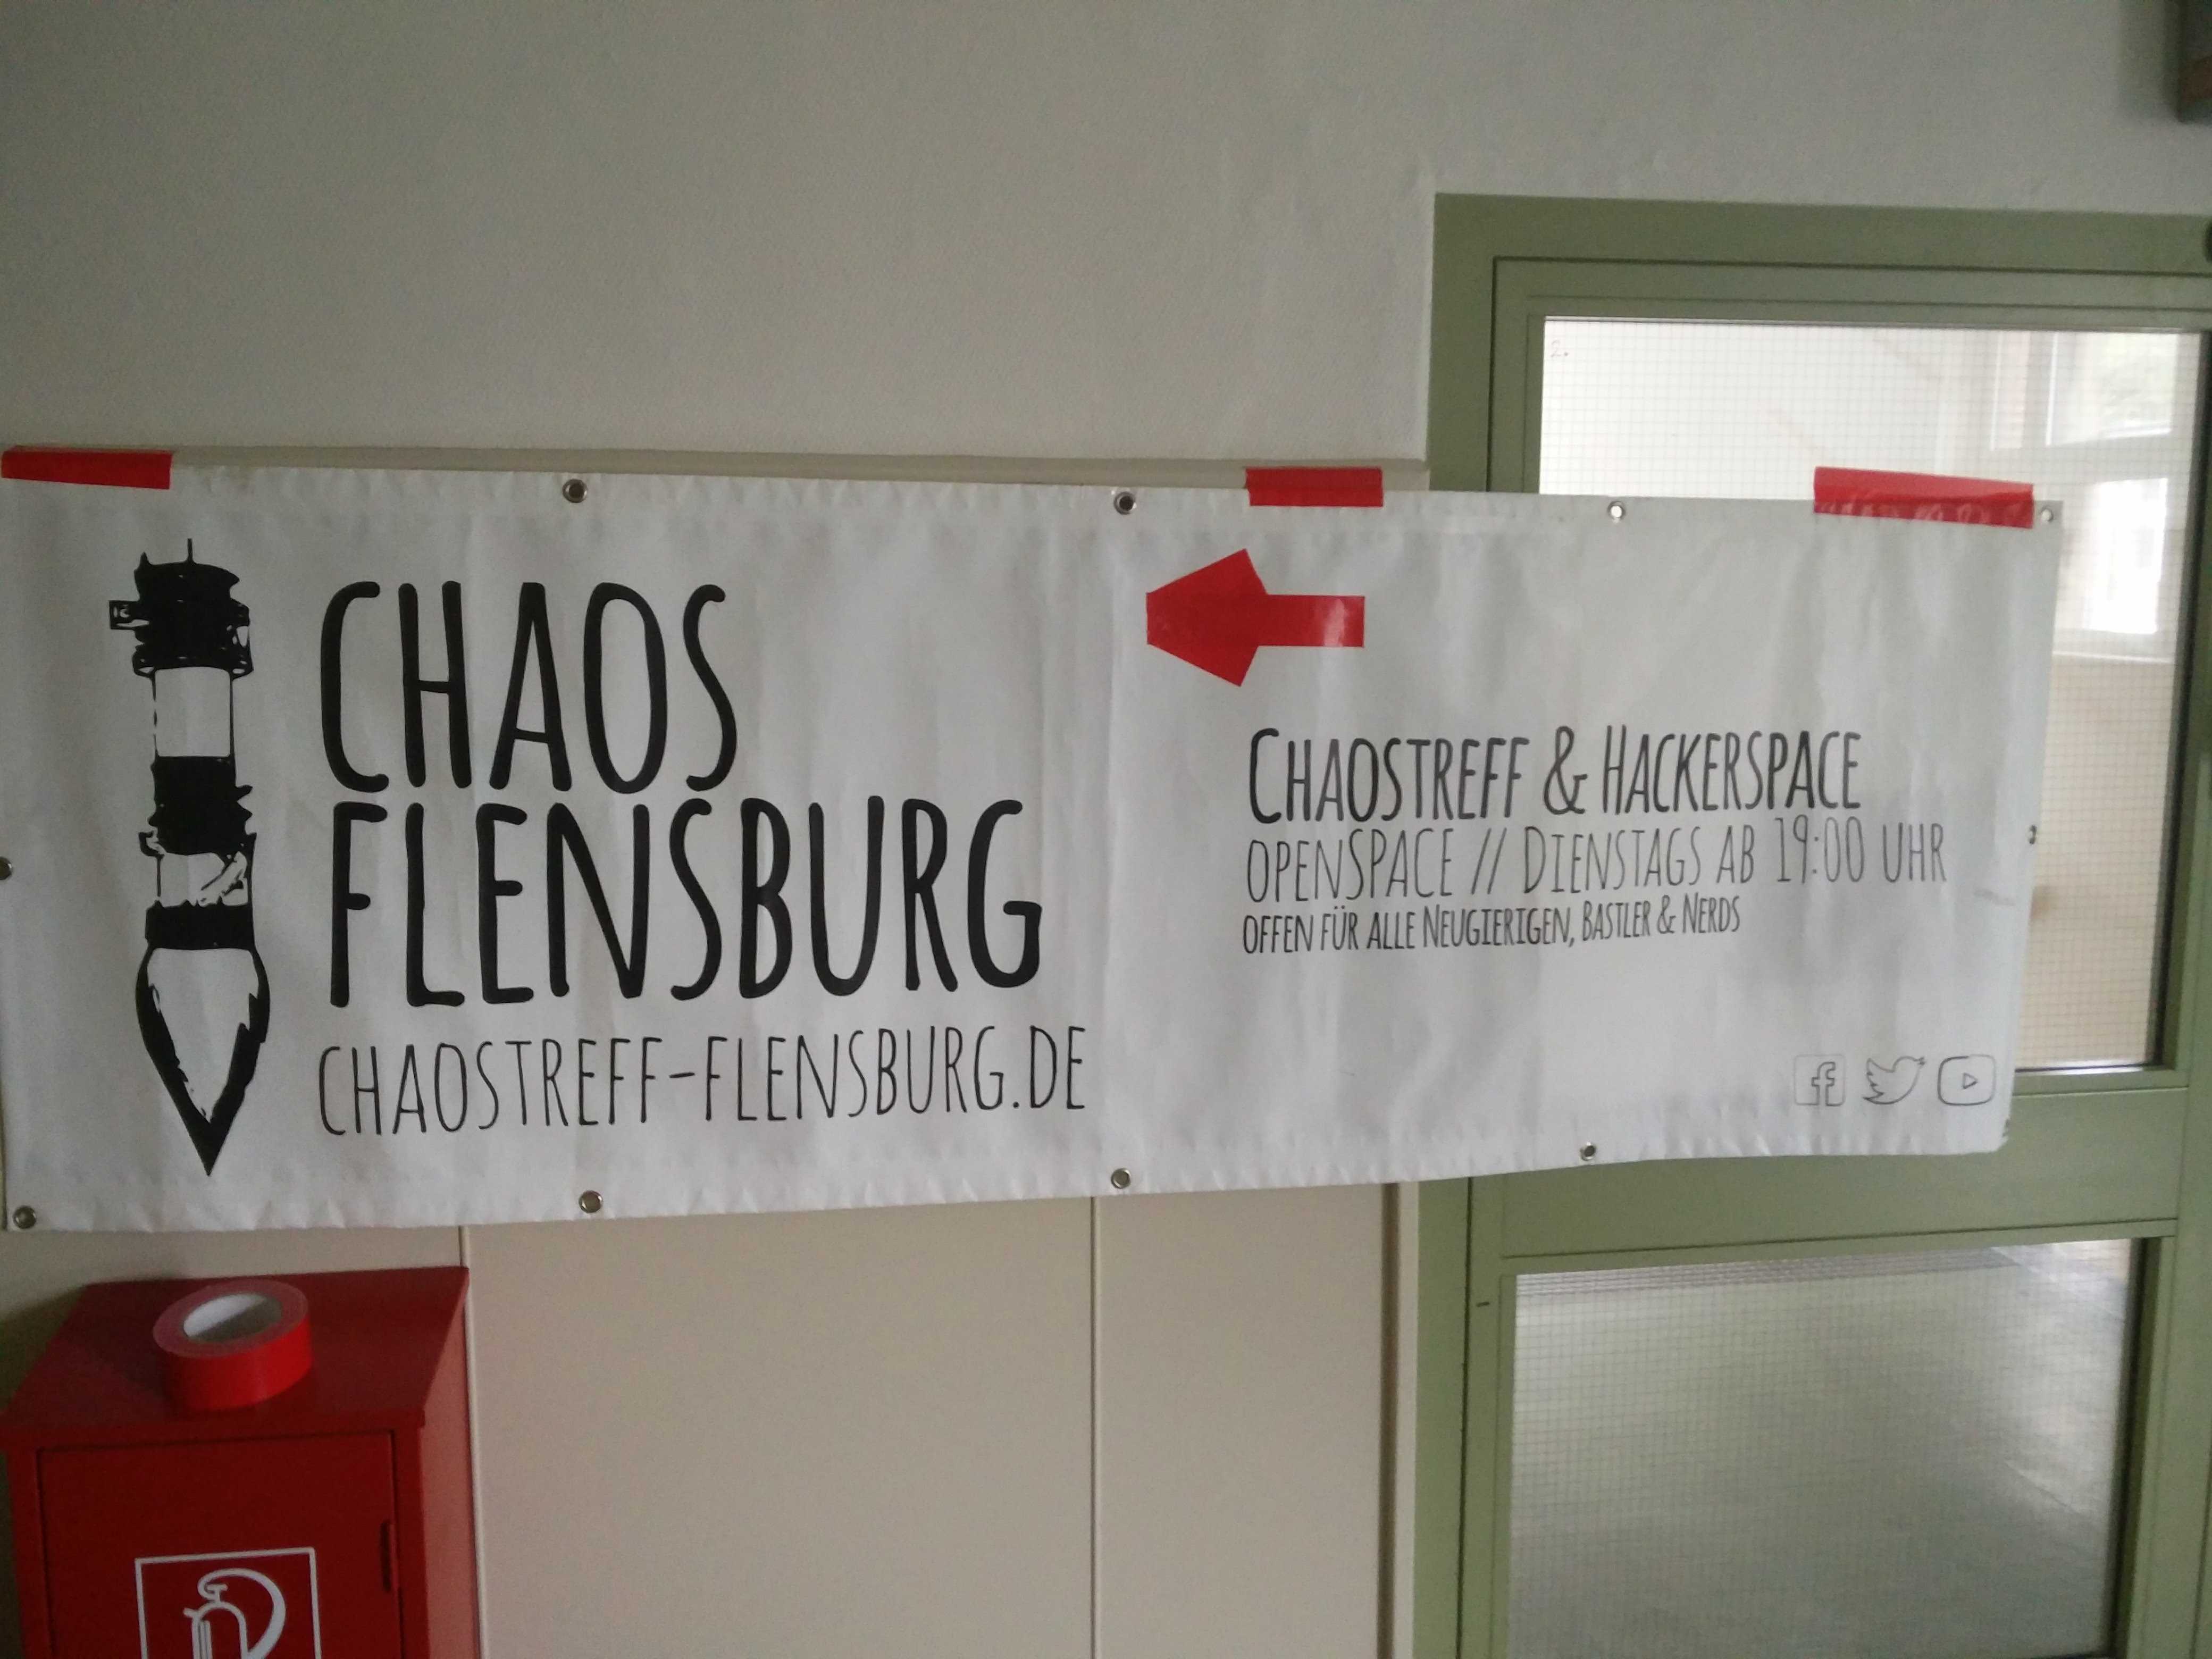 CHAOS
FLENSBURG
CHAOSTREFF-FLENSBURG.DE
CHAOSTREFF & HACKERSPACE
OPENSPACE // DIENSTAGS AB 19:00 UHR
OFFEN FÜR ALLE NEUGIERIGEN, BASTLER & NERDS
2.